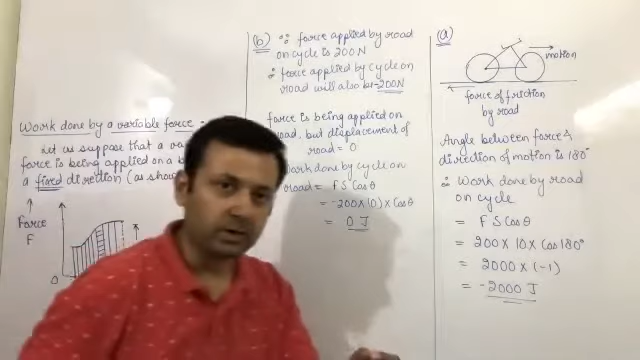 Work done by a variable force :-
Let us suppose that a va
force is being applied on a b
a fixed direction (as show
Force
F
O
(b) ∵ force applied by road
on cycle is 200N
∴ force applied by cycle on
road will also be -200N
force is being applied on
road, but displacement of
road = 0
Work done by cycle on
road = F S Cos θ
= -200 × (0) × Cos θ
= 0 J
(a)
motion
force of friction
by road
Angle between force &
direction of motion is 180°
∴ Work done by road
on cycle
= F S Cos θ
= 200 × 10 × Cos 180°
= 2000 × (-1)
= -2000 J